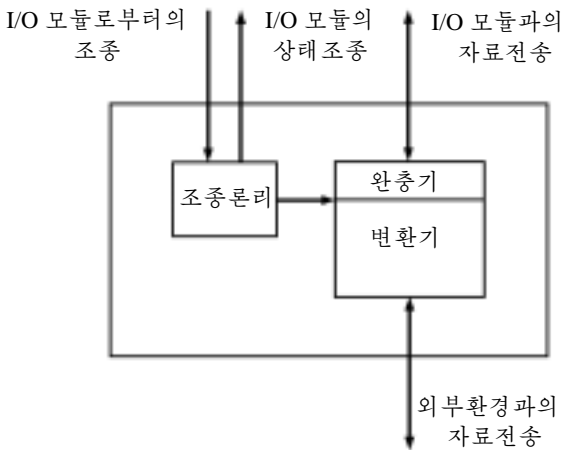 I/O 모듈로부터의
조종
I/O 모듈의
상태조종
I/O 모듈과의
자료전송
조종론리
완충기
변환기
외부환경과의
자료전송